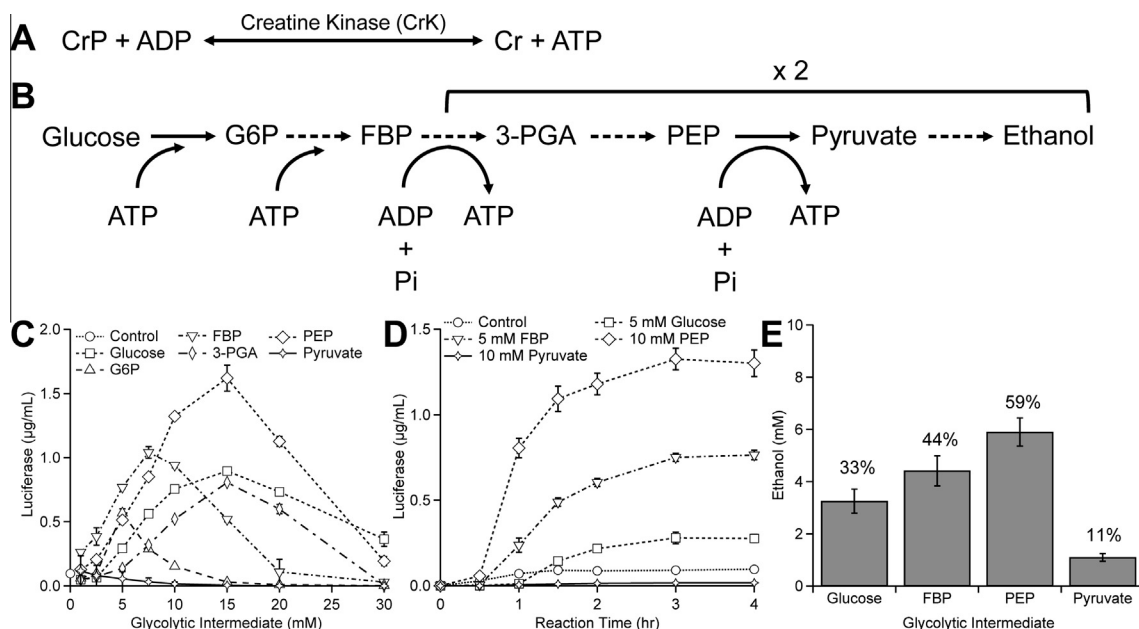 A
Creatine Kinase (CrK)
CrP + ADP
Cr + ATP
B
x 2
Glucose
G6P
FBP
3-PGA
PEP
Pyruvate
Ethanol
ATP
ATP
ADP
ATP
ADP
ATP
+
+
Pi
Pi
C
Control
FBP
PEP
Glucose
3-PGA
Pyruvate
G6P
2.0
1.5
1.0
0.5
0.0
Luciferase (µg/mL)
0 5 10 15 20 25 30
Glycolytic Intermediate (mM)
D
Control
5 mM Glucose
5 mM FBP
10 mM PEP
10 mM Pyruvate
1.5
1.0
0.5
0.0
Luciferase (µg/mL)
0 1 2 3 4
Reaction Time (hr)
E
10
8
6
4
2
0
Ethanol (mM)
33%
44%
59%
11%
Glucose FBP PEP Pyruvate
Glycolytic Intermediate